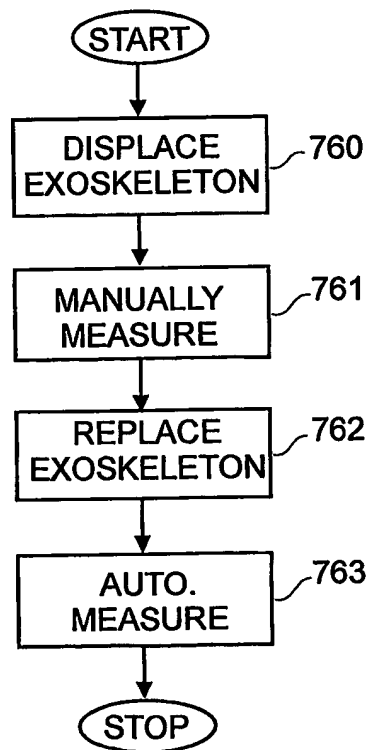 START
DISPLACE
EXOSKELETON
760
MANUALLY
MEASURE
761
REPLACE
EXOSKELETON
762
AUTO.
MEASURE
763
STOP